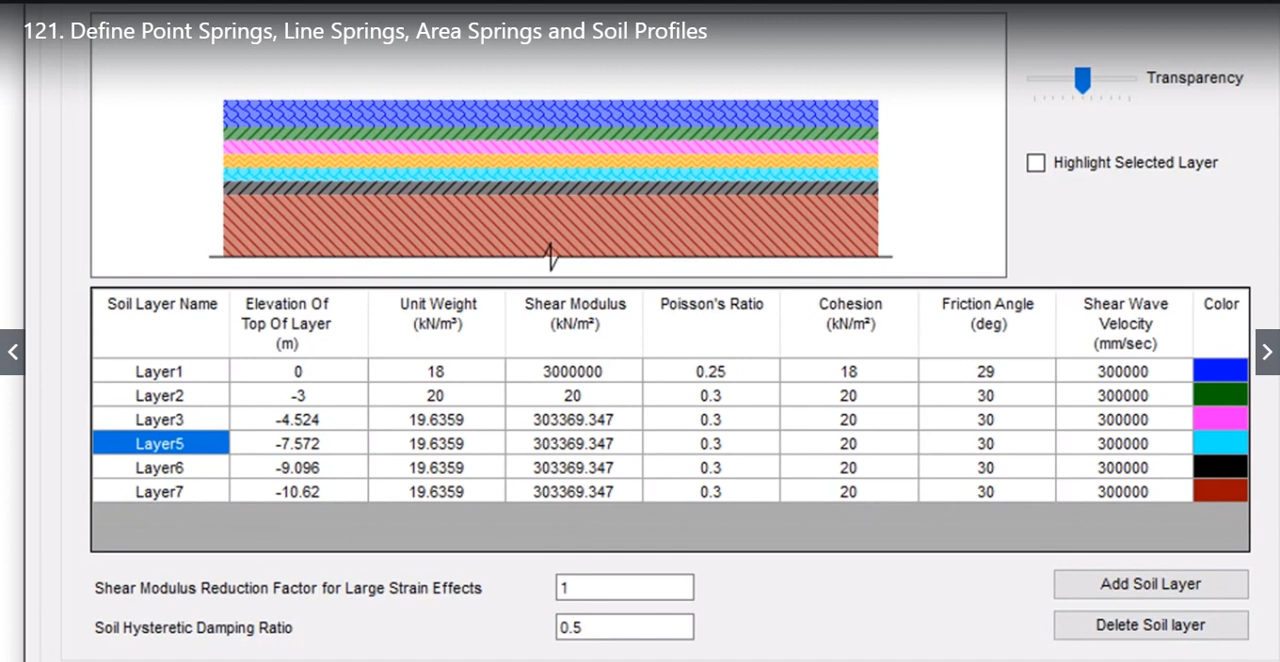 121. Define Point Springs, Line Springs, Area Springs and Soil Profiles
Transparency
Highlight Selected Layer
Soil Layer Name Elevation Of Top Of Layer (m) Unit Weight (kN/m³) Shear Modulus (kN/m²) Poisson's Ratio Cohesion (kN/m²) Friction Angle (deg) Shear Wave Velocity (mm/sec) Color
Layer1 0 18 3000000 0.25 18 29 300000
Layer2 -3 20 20 0.3 20 30 300000
Layer3 -4.524 19.6359 303369.347 0.3 20 30 300000
Layer5 -7.572 19.6359 303369.347 0.3 20 30 300000
Layer6 -9.096 19.6359 303369.347 0.3 20 30 300000
Layer7 -10.62 19.6359 303369.347 0.3 20 30 300000
Shear Modulus Reduction Factor for Large Strain Effects 1
Add Soil Layer
Soil Hysteretic Damping Ratio 0.5
Delete Soil layer